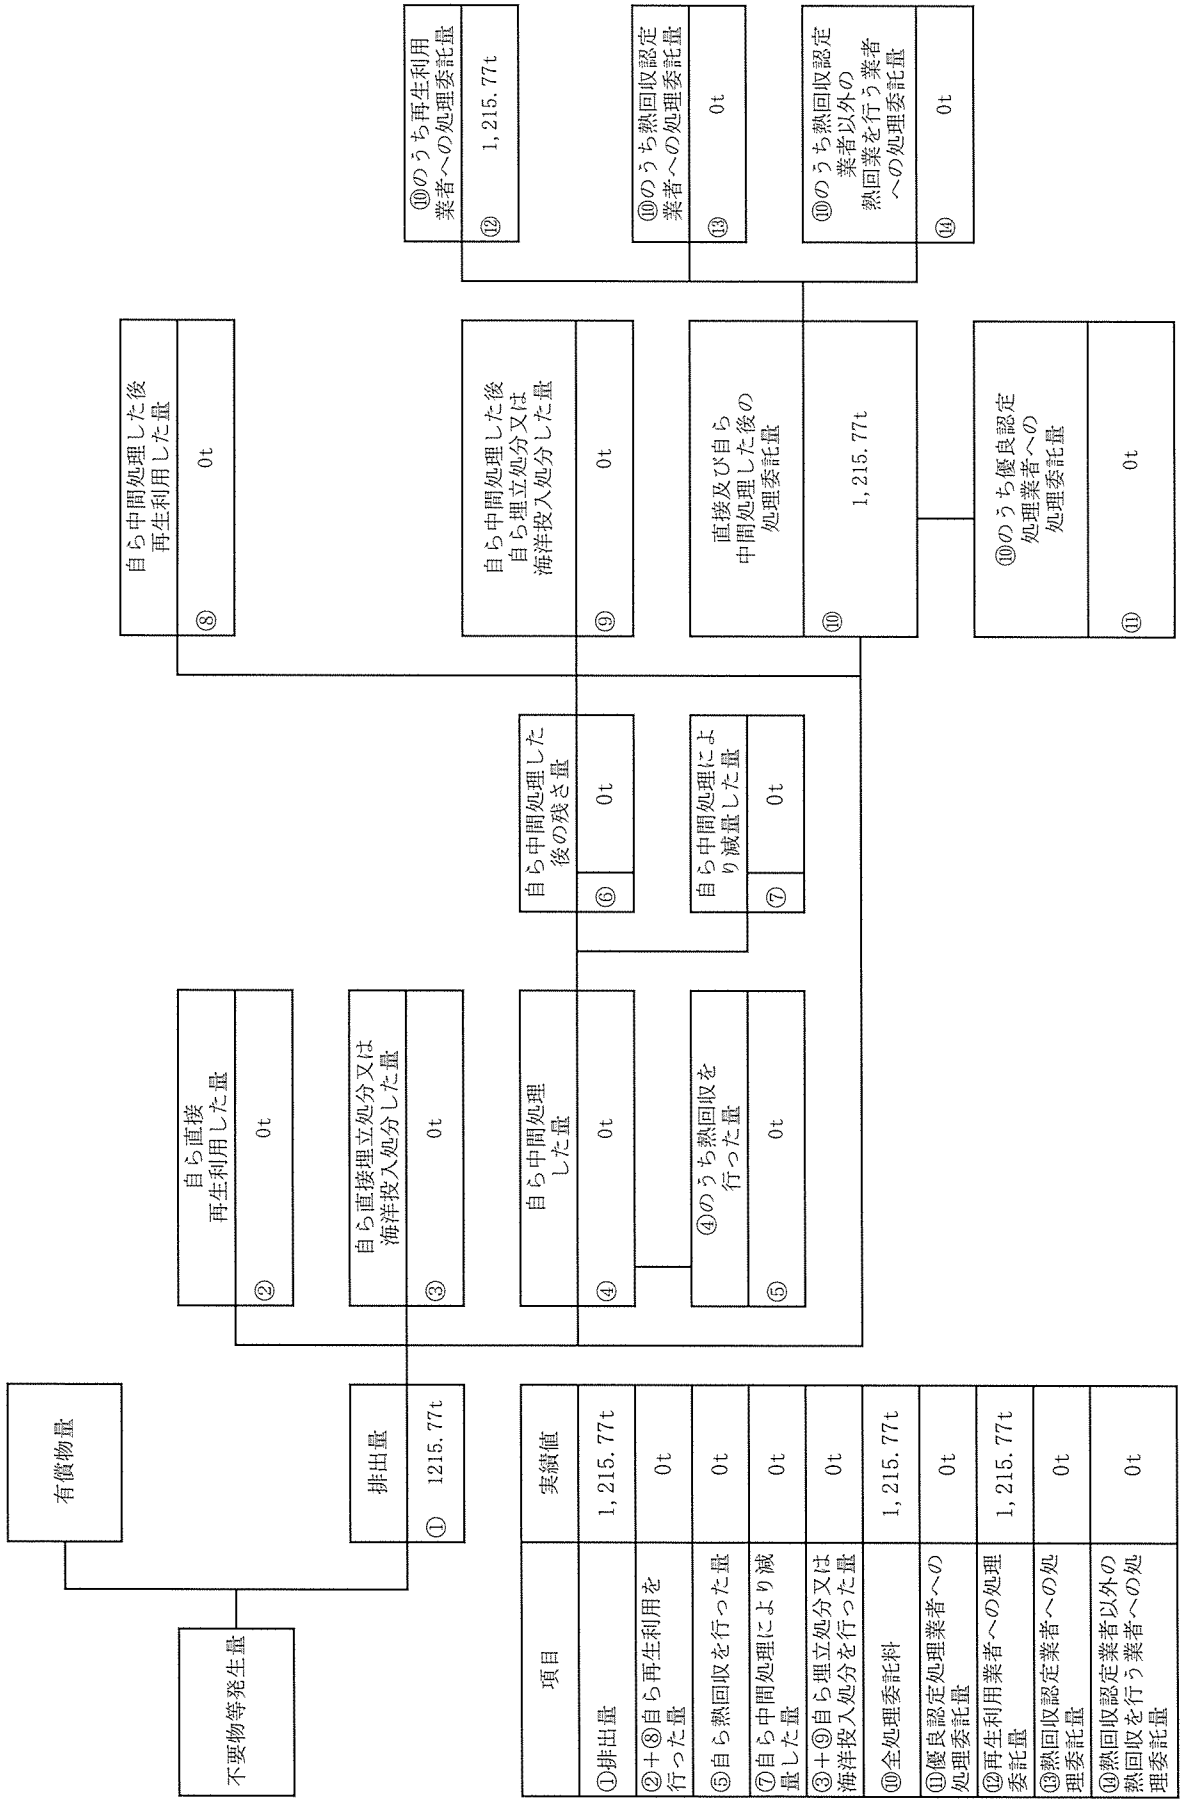 有償物量
不要物等発生量
排出量
① 1215.77t
自ら直接
再生利用した量
② 0t
自ら直接埋立処分又は
海洋投入処分した量
③ 0t
自ら中間処理
した量
④ 0t
④のうち熱回収を
行った量
⑤ 0t
自ら中間処理した
後の残さ量
⑥ 0t
自ら中間処理によ
り減量した量
⑦ 0t
自ら中間処理した後
再生利用した量
⑧ 0t
自ら中間処理した後
自ら埋立処分又は
海洋投入処分した量
⑨ 0t
直接及び自ら
中間処理した後の
処理委託量
⑩ 1,215.77t
⑩のうち優良認定
処理業者への
処理委託量
⑪ 0t
⑩のうち再生利用
業者への処理委託量
⑫ 1,215.77t
⑩のうち熱回収認定
業者への処理委託量
⑬ 0t
⑩のうち熱回収認定
業者以外の
熱回業を行う業者
への処理委託量
⑭ 0t
項目 実績値
①排出量 1,215.77t
②+⑧自ら再生利用を
行った量 0t
⑤自ら熱回収を行った量 0t
⑦自ら中間処理により減
量した量 0t
③+⑨自ら埋立処分又は
海洋投入処分を行った量 0t
⑩全処理委託料 1,215.77t
⑪優良認定処理業者への
処理委託量 0t
⑫再生利用業者への処理
委託量 1,215.77t
⑬熱回収認定業者への処
理委託量 0t
⑭熱回収認定業者以外の
熱回収を行う業者への処
理委託量 0t